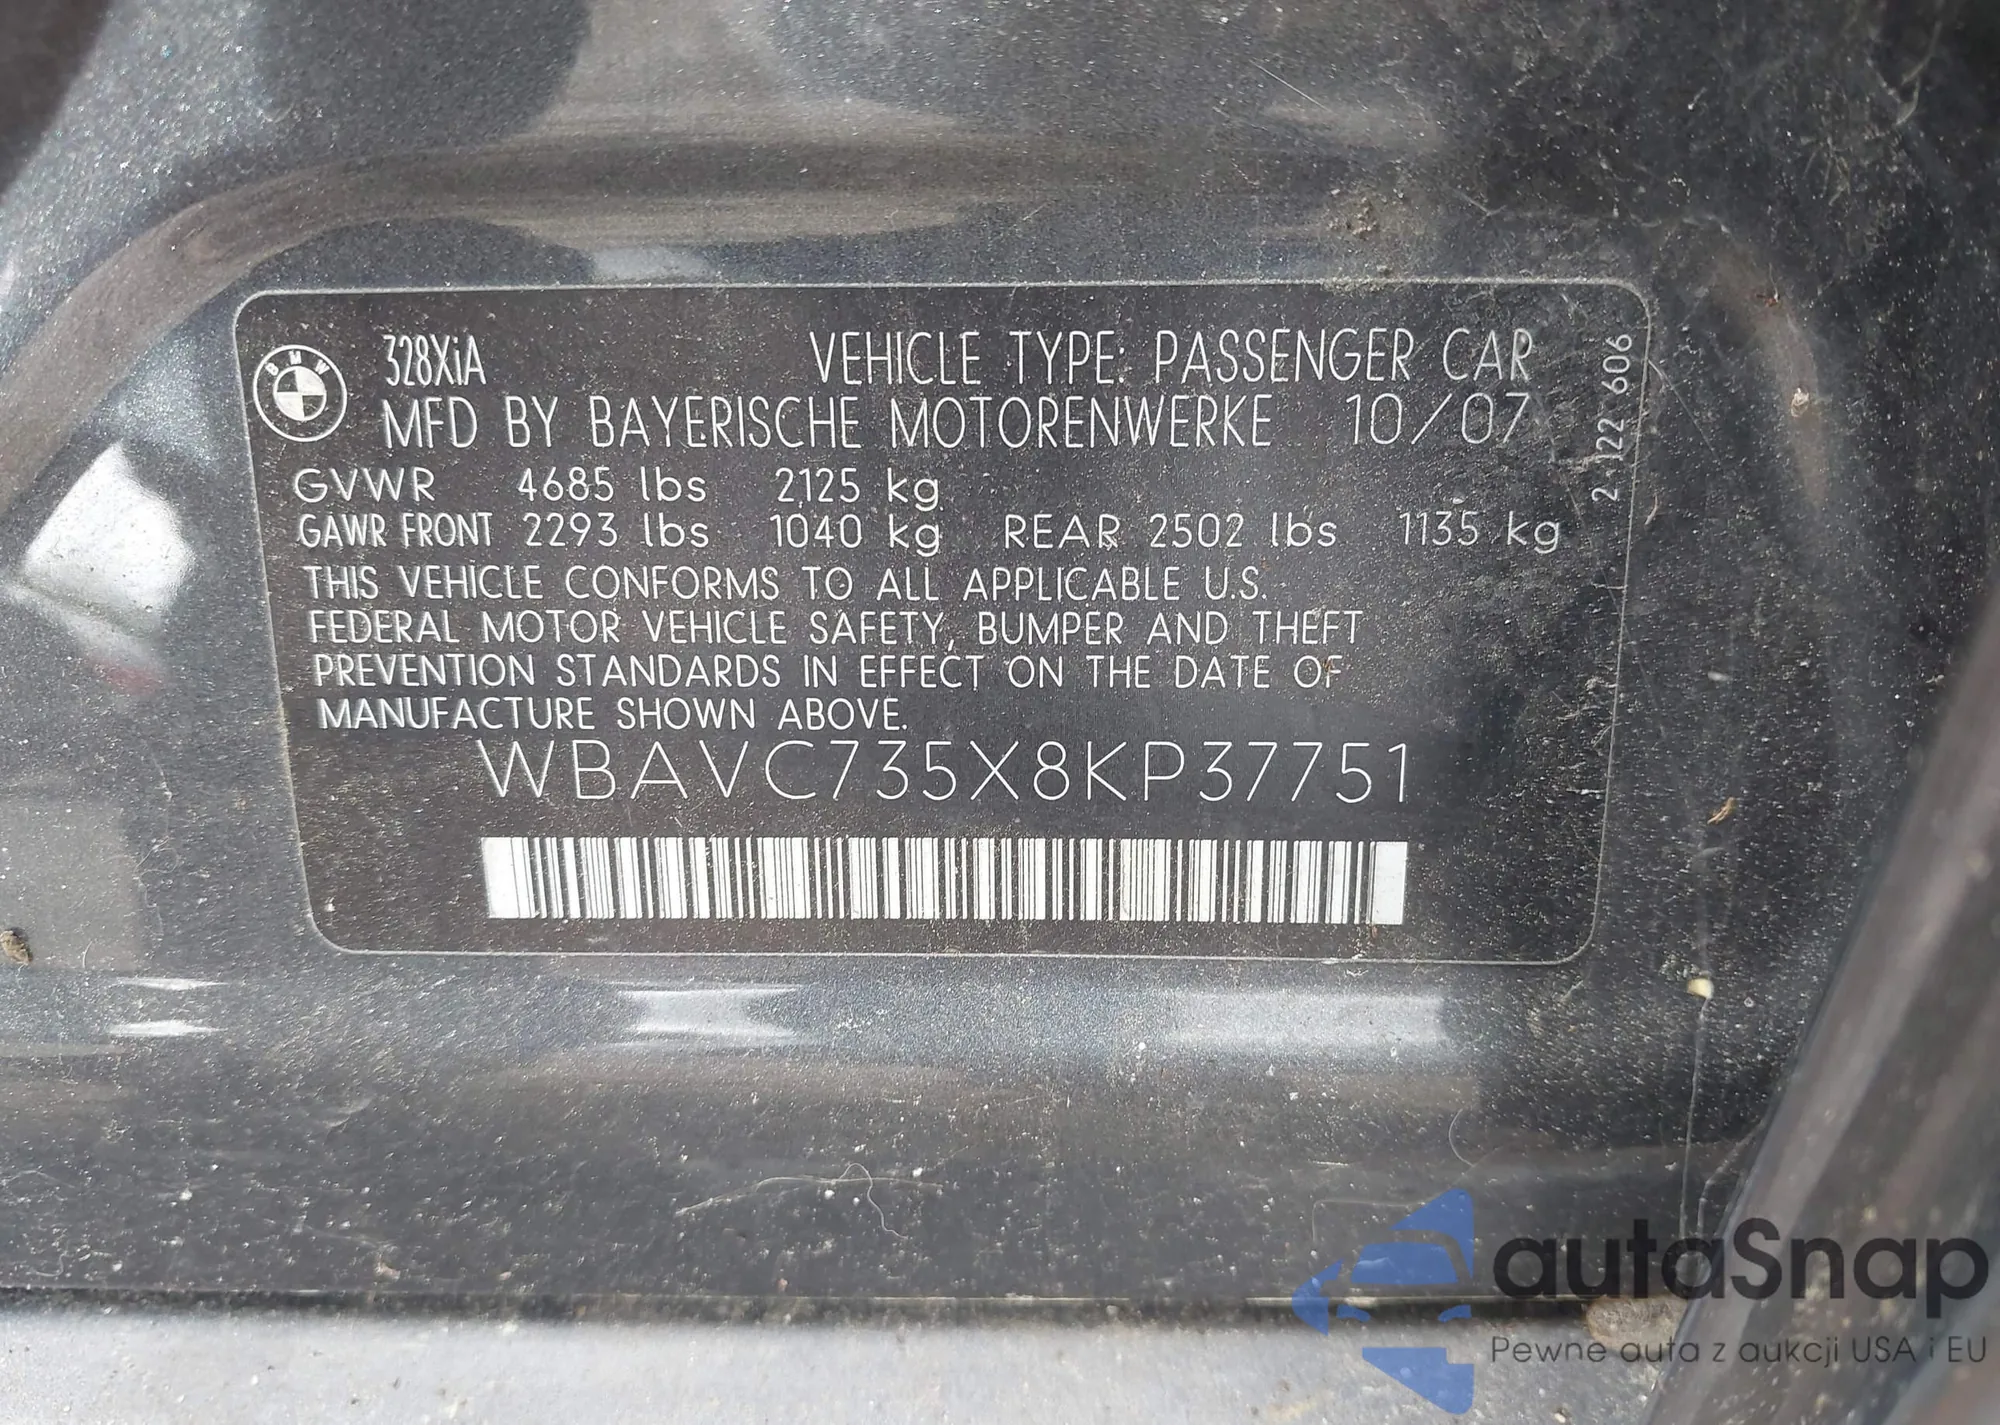 BMW
328XiA VEHICLE TYPE: PASSENGER CAR
MFD BY BAYERISCHE MOTORENWERKE 10/07
GVWR 4685 lbs 2125 kg
GAWR FRONT 2293 lbs 1040 kg REAR 2502 lbs 1135 kg
THIS VEHICLE CONFORMS TO ALL APPLICABLE U.S.
FEDERAL MOTOR VEHICLE SAFETY, BUMPER AND THEFT
PREVENTION STANDARDS IN EFFECT ON THE DATE OF
MANUFACTURE SHOWN ABOVE.
WBAVC735X8KP37751
2 122 606
autaSnap
Pewne auta z aukcji USA i EU